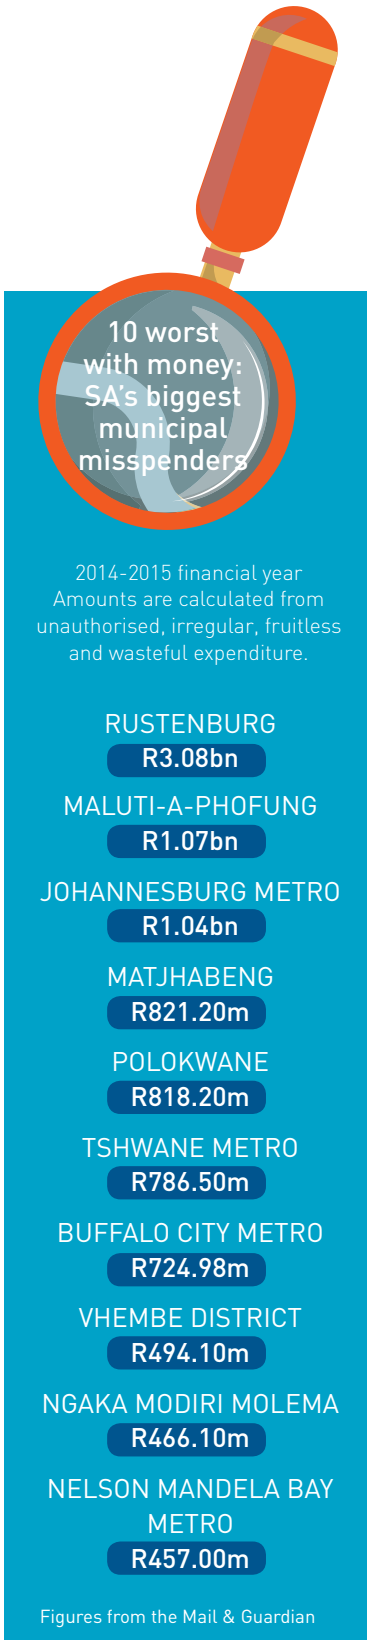 10 worst
with money:
SA's biggest
municipal
misspenders
2014-2015 financial year
Amounts are calculated from
unauthorised, irregular, fruitless
and wasteful expenditure.
RUSTENBURG
R3.08bn
MALUTI-A-PHOFUNG
R1.07bn
JOHANNESBURG METRO
R1.04bn
MATJHABENG
R821.20m
POLOKWANE
R818.20m
TSHWANE METRO
R786.50m
BUFFALO CITY METRO
R724.98m
VHEMBE DISTRICT
R494.10m
NGAKA MODIRI MOLEMA
R466.10m
NELSON MANDELA BAY
METRO
R457.00m
Figures from the Mail & Guardian